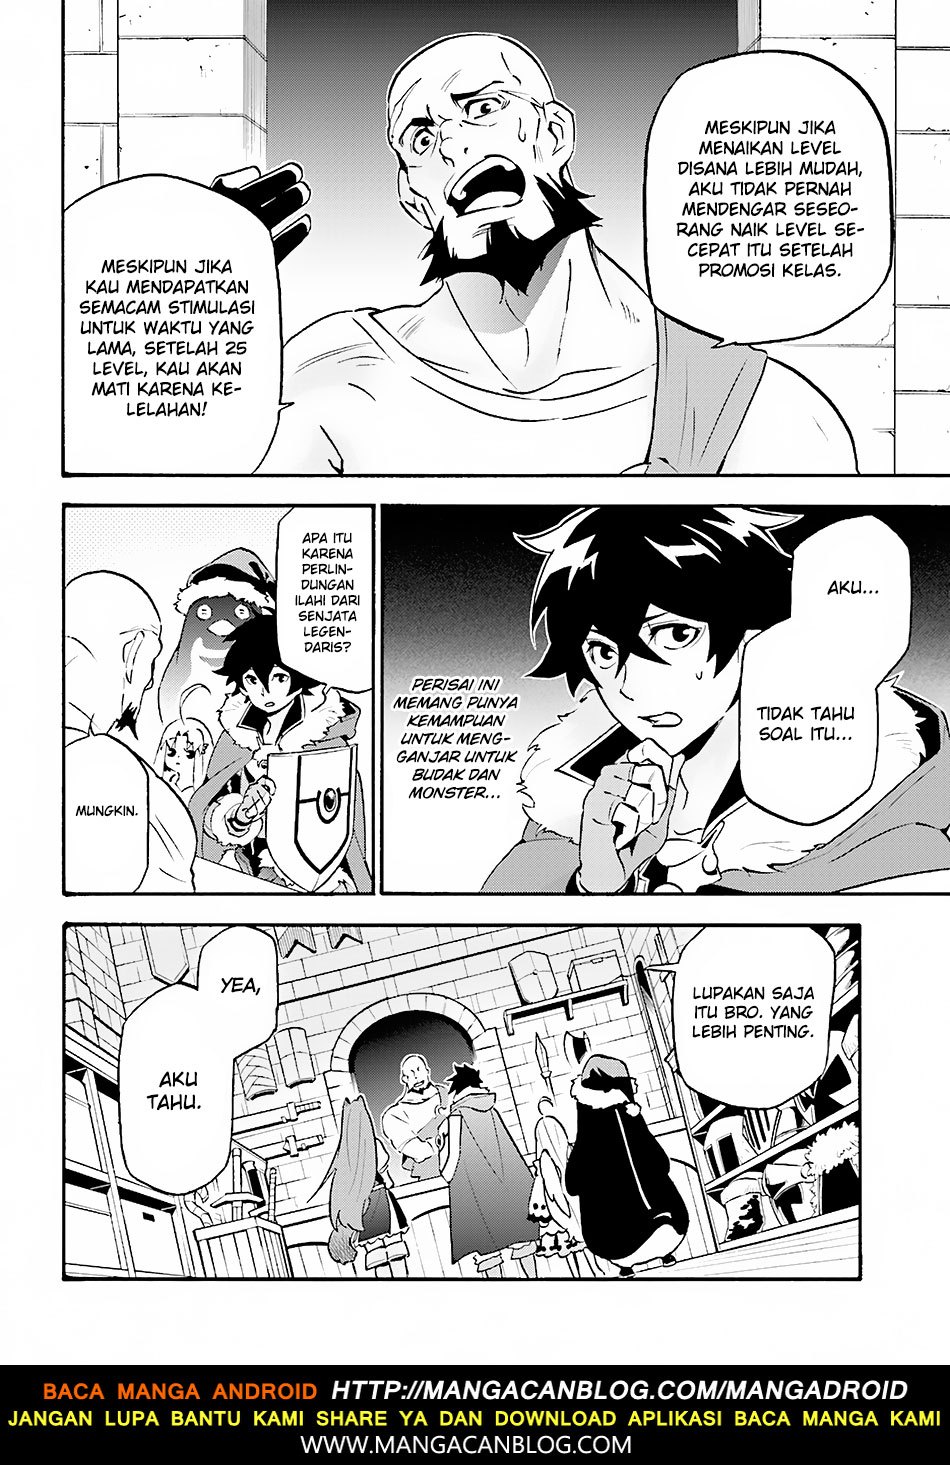 MESKIPUN JIKA
MENAIKAN LEVEL
DISANA LEBIH MUDAH,
AKU TIDAK PERNAH
MENDENGAR SESEO-
RANG NAIK LEVEL SE-
CEPAT ITU SETELAH
PROMOSI KELAS.
MESKIPUN JIKA
KAU MENDAPATKAN
SEMACAM STIMULASI
UNTUK WAKTU YANG
LAMA, SETELAH 25
LEVEL, KAU AKAN
MATI KARENA KE-
LELAHAN!
AKU...
TIDAK TAHU
SOAL ITU...
PERISAI INI
MEMANG PUNYA
KEMAMPUAN
UNTUK MENG-
GANJAR UNTUK
BUDAK DAN
MONSTER...
APA ITU
KARENA
PERLIN-
DUNGAN
ILAHI DARI
SENJATA
LEGEN-
DARIS?
MUNGKIN.
LUPAKAN SAJA
ITU BRO. YANG
LEBIH PENTING.
YEA,
AKU
TAHU.
BACA MANGA ANDROID HTTP://MANGACANBLOG.COM/MANGADROID
JANGAN LUPA BANTU KAMI SHARE YA DAN DOWNLOAD APLIKASI BACA MANGA KAMI
WWW.MANGACANBLOG.COM